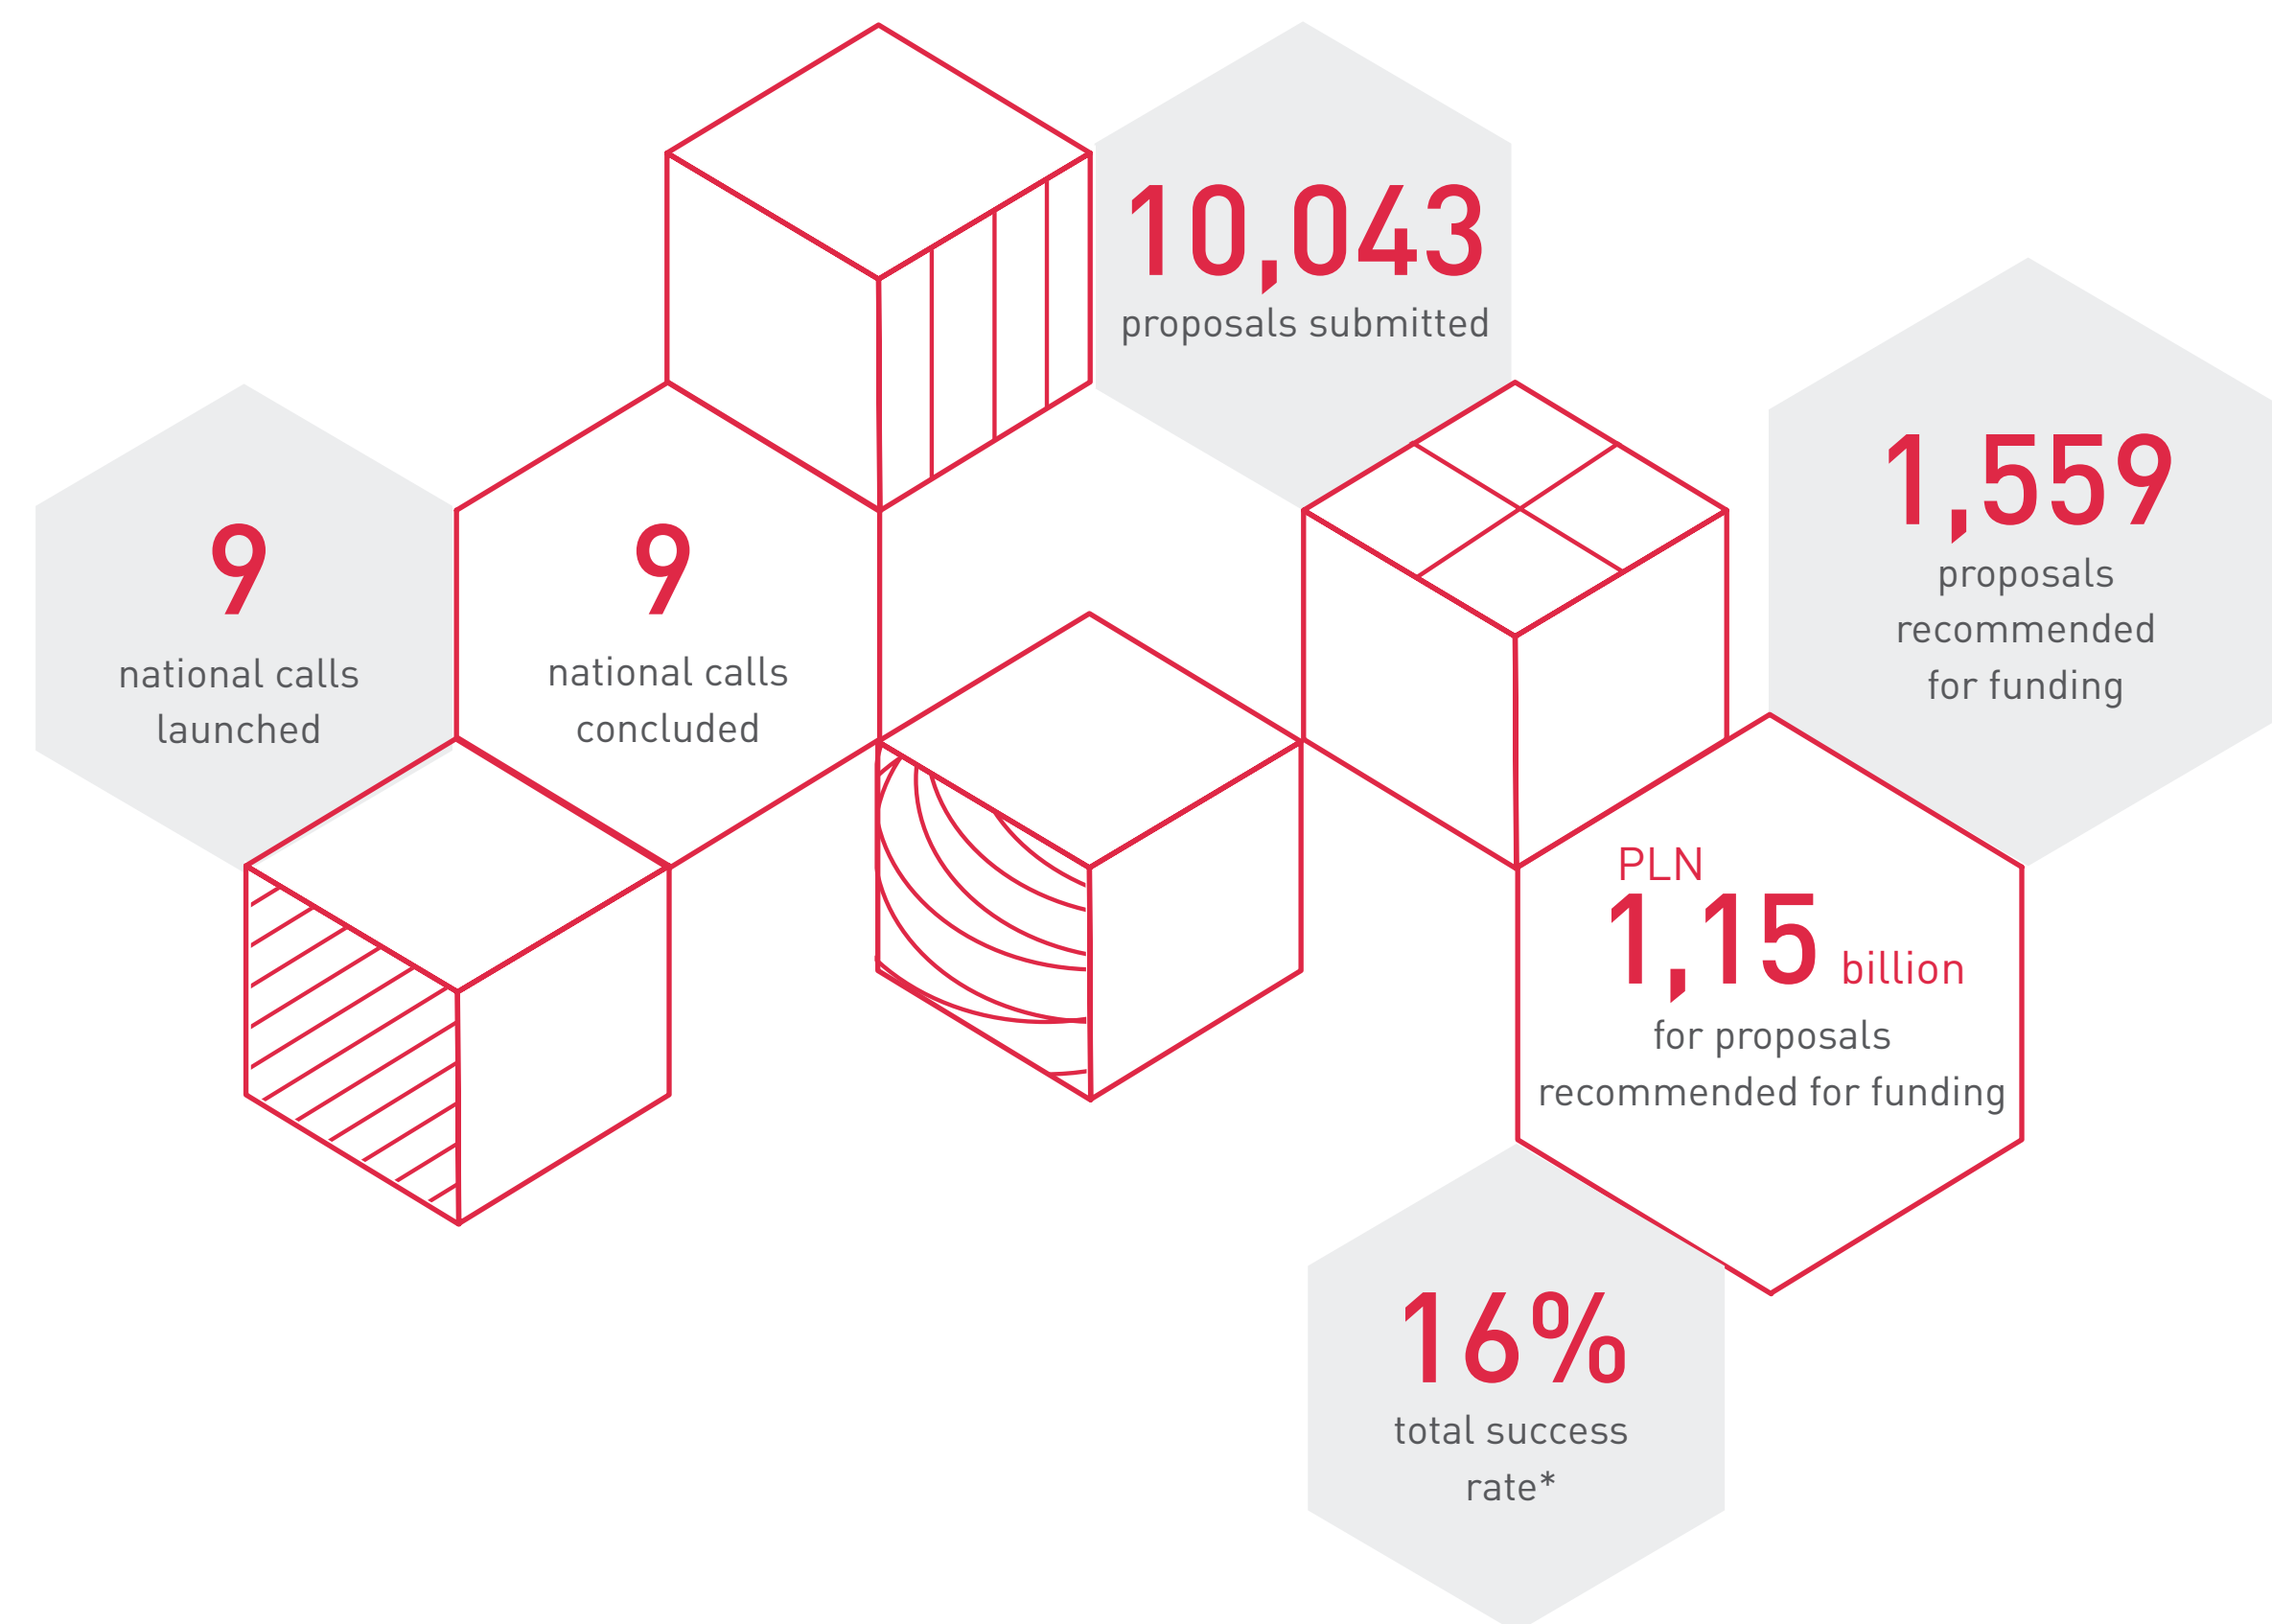 10,043
proposals submitted
9
national calls
launched
9
national calls
concluded
1,559
proposals
recommended
for funding
PLN
1,15 billion
for proposals
recommended for funding
16%
total success
rate*